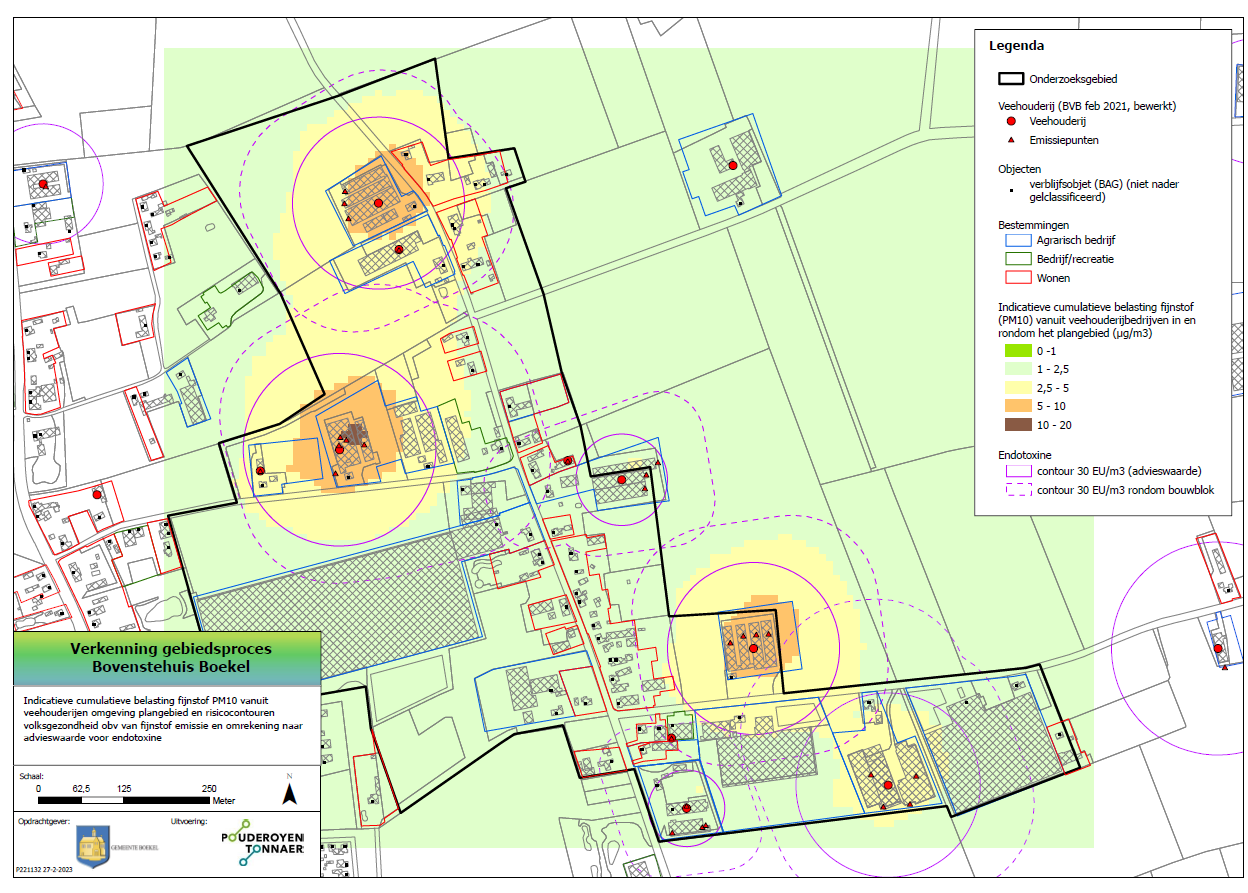 Legenda
Onderzoeksgebied
Veehouderij (BVB feb 2021, bewerkt)
Veehouderij
Emissiepunten
Objecten
verblijfsobjet (BAG) (niet nader
gelclassificeerd)
Bestemmingen
Agrarisch bedrijf
Bedrijf/recreatie
Wonen
Indicatieve cumulatieve belasting fijnstof
(PM10) vanuit veehouderijbedrijven in en
rondom het plangebied (µg/m3)
0 -1
1 - 2,5
2,5 - 5
5 - 10
10 - 20
Endotoxine
contour 30 EU/m3 (advieswaarde)
contour 30 EU/m3 rondom bouwblok
Verkenning gebiedsproces
Bovenstehuis Boekel
Indicatieve cumulatieve belasting fijnstof PM10 vanuit
veehouderijen omgeving plangebied en risicocontouren
volksgezondheid obv van fijnstof emissie en omrekening naar
advieswaarde voor endotoxine
Schaal:
0 62,5 125 250
Meter
N
Opdrachtgever:
Uitvoering:
GEMEENTE BOEKEL
POUDEROYEN
TONNAER
P221132 27-2-2023